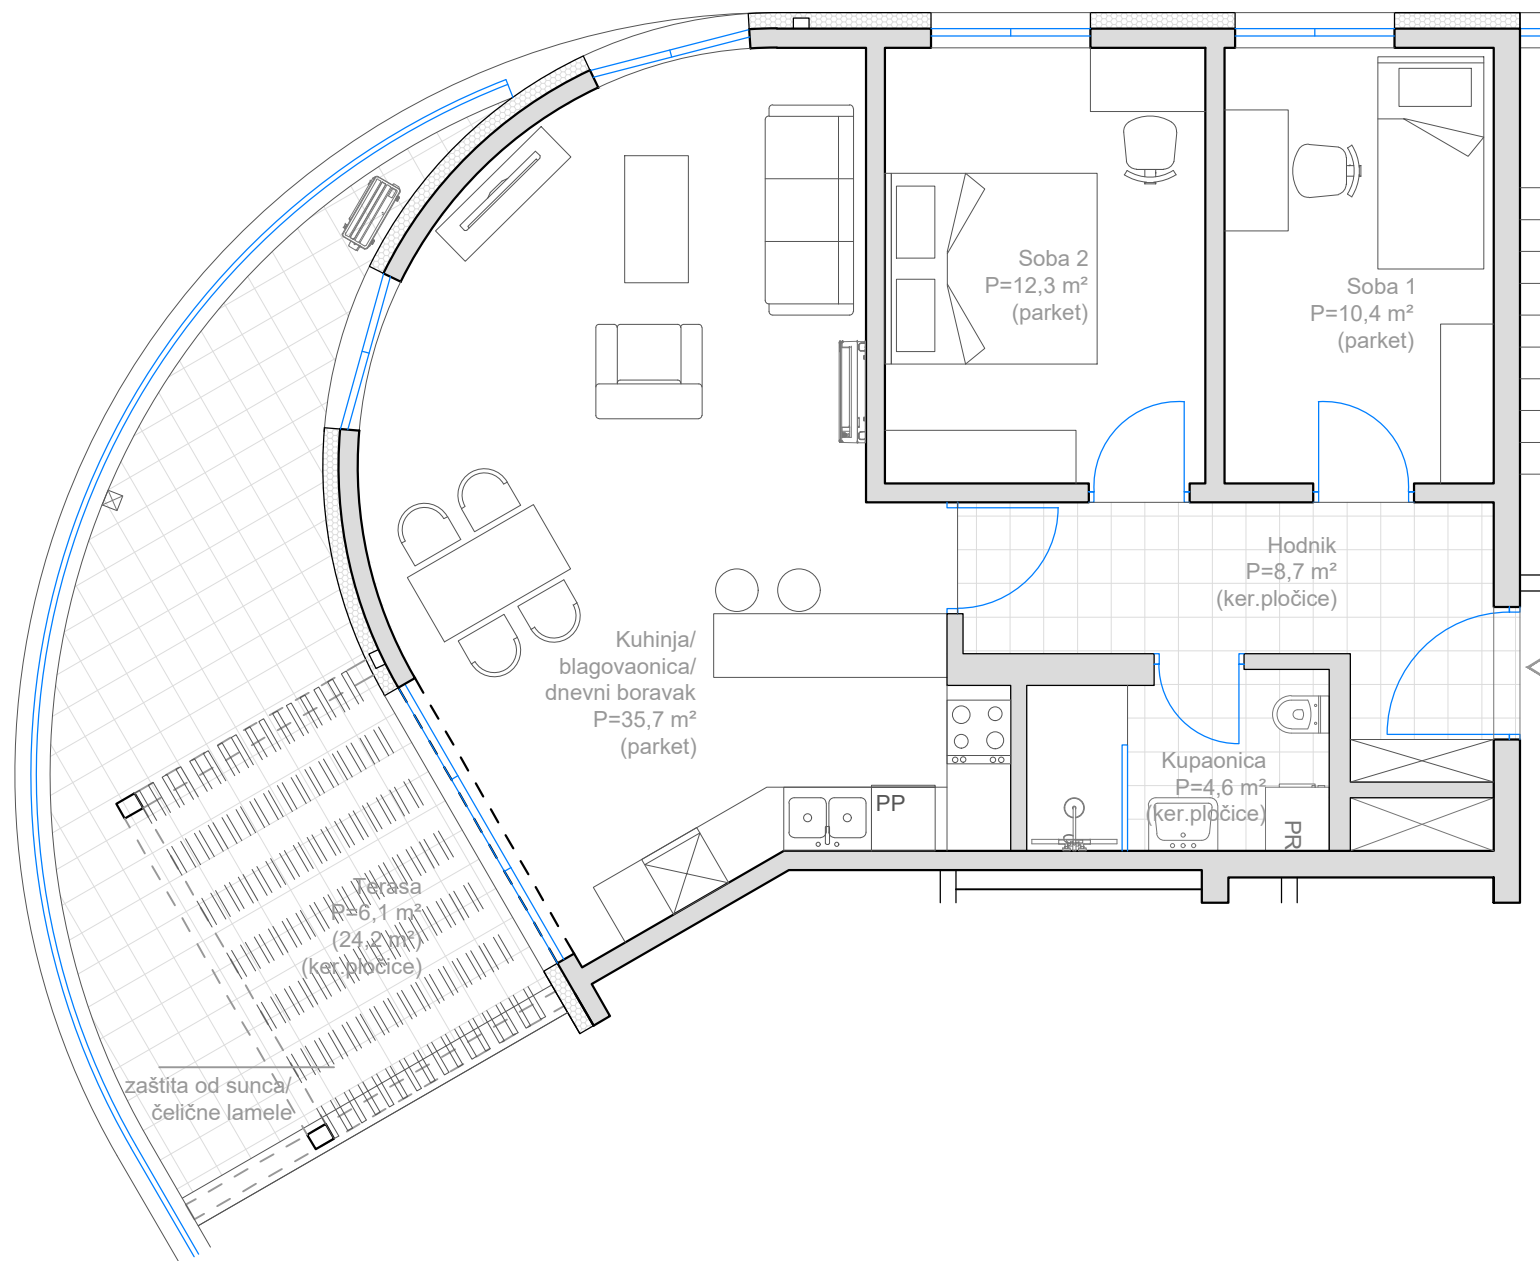 Soba 2
P=12,3 m²
(parket)
Soba 1
P=10,4 m²
(parket)
Hodnik
P=8,7 m²
(ker.pločice)
Kuhinja/
blagovaonica/
dnevni boravak
P=35,7 m²
(parket)
Kupaonica
P=4,6 m²
(ker.pločice)
PP
PR
Terasa
P=6,1 m²
(24,2 m²)
(ker.pločice)
zaštita od sunca/
čelične lamele